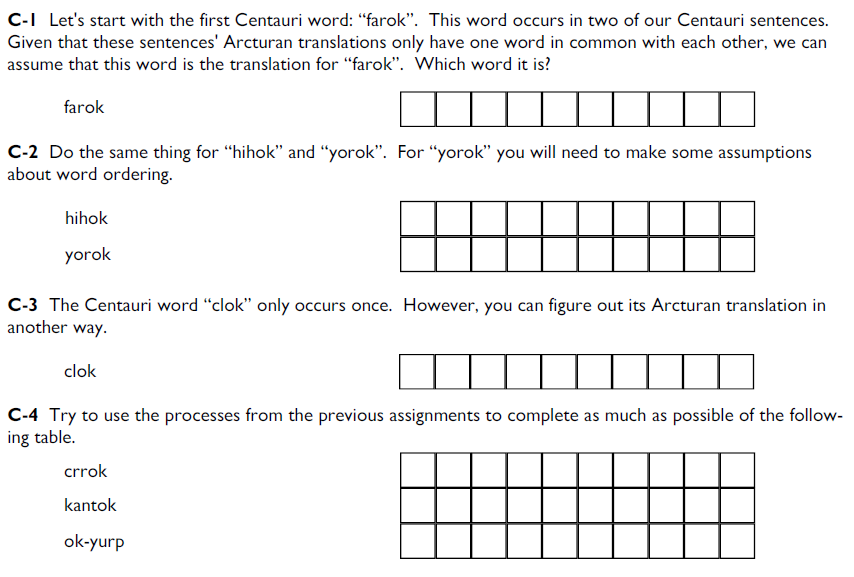 C-1 Let's start with the first Centauri word: “farok”. This word occurs in two of our Centauri sentences.
Given that these sentences' Arcturan translations only have one word in common with each other, we can
assume that this word is the translation for “farok”. Which word it is?
farok
C-2 Do the same thing for “hihok” and “yorok”. For “yorok” you will need to make some assumptions
about word ordering.
hihok
yorok
C-3 The Centauri word “clok” only occurs once. However, you can figure out its Arcturan translation in
another way.
clok
C-4 Try to use the processes from the previous assignments to complete as much as possible of the follow-
ing table.
crrok
kantok
ok-yurp